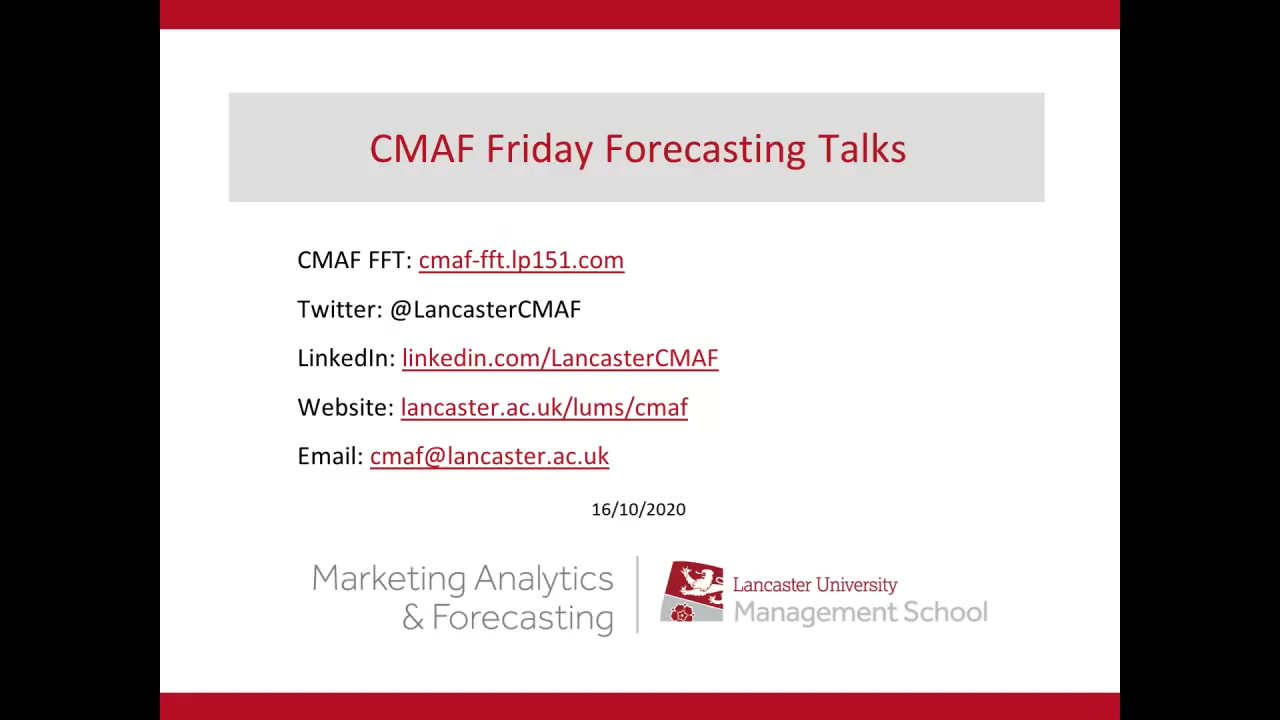 CMAF Friday Forecasting Talks
CMAF FFT: cmaf-fft.lp151.com
Twitter: @LancasterCMAF
LinkedIn: linkedin.com/LancasterCMAF
Website: lancaster.ac.uk/lums/cmaf
Email: cmaf@lancaster.ac.uk
16/10/2020
Marketing Analytics
& Forecasting
Lancaster University
Management School